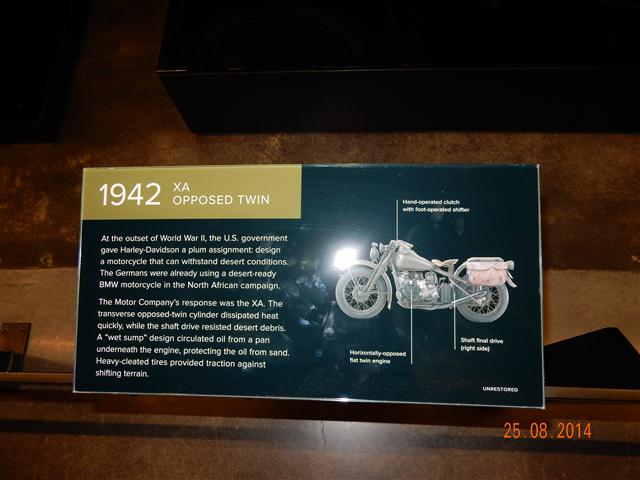 1942 XA
OPPOSED TWIN
At the outset of World War II, the U.S. government
gave Harley-Davidson a plum assignment: design
a motorcycle that can withstand desert conditions.
The Germans were already using a desert-ready
BMW motorcycle in the North African campaign.
The Motor Company's response was the XA. The
transverse opposed-twin cylinder dissipated heat
quickly, while the shaft drive resisted desert debris.
A "wet sump" design circulated oil from a pan
underneath the engine, protecting the oil from sand.
Heavy-cleated tires provided traction against
shifting terrain.
Hand-operated clutch
with foot-operated shifter
Horizontally-opposed
flat twin engine
Shaft final drive
(right side)
UNRESTORED
25.08.2014